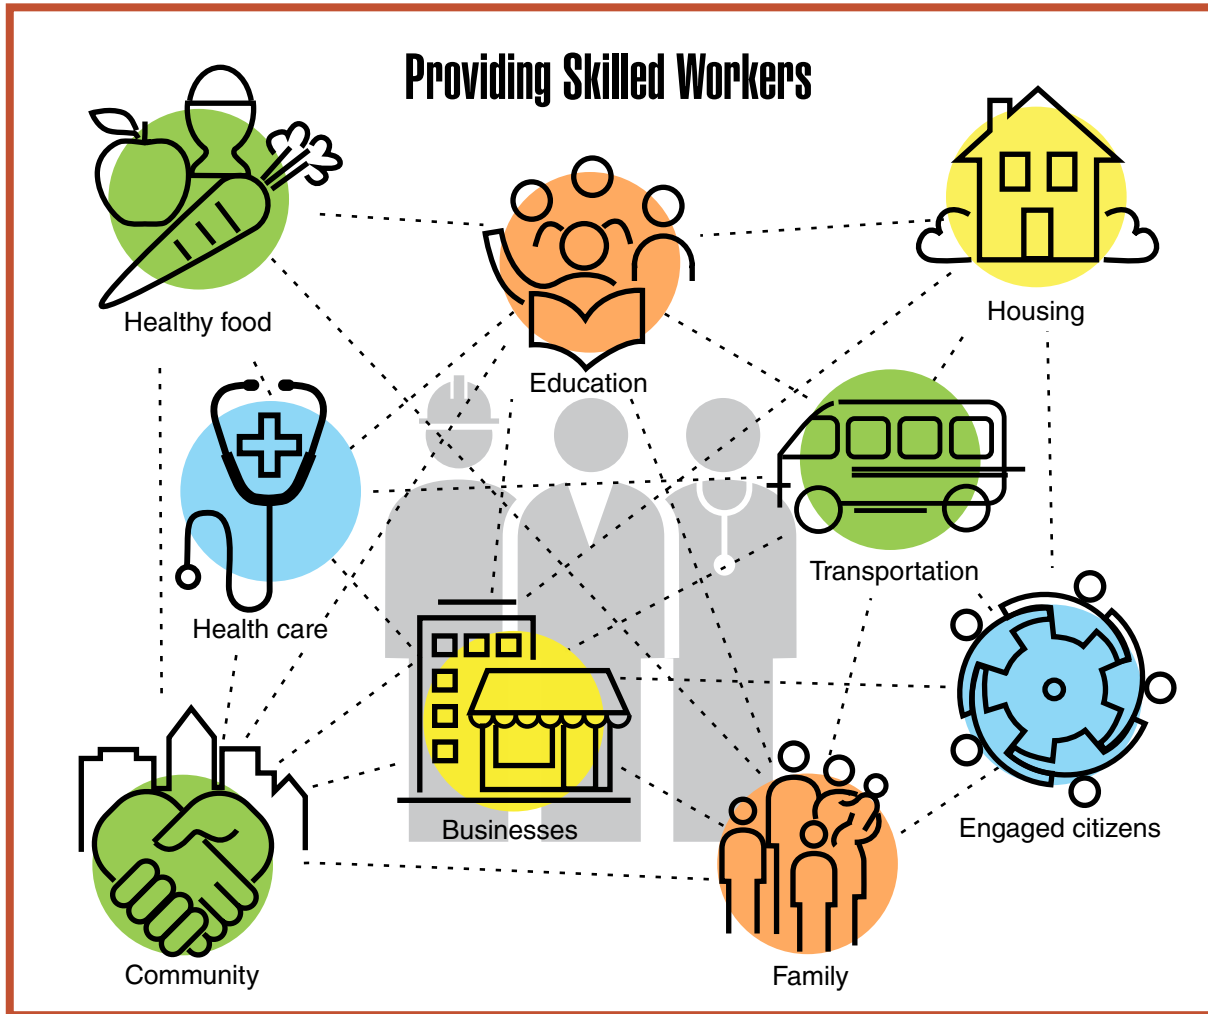 Providing Skilled Workers
Healthy food
Housing
Education
Transportation
Health care
Businesses
Engaged citizens
Community
Family